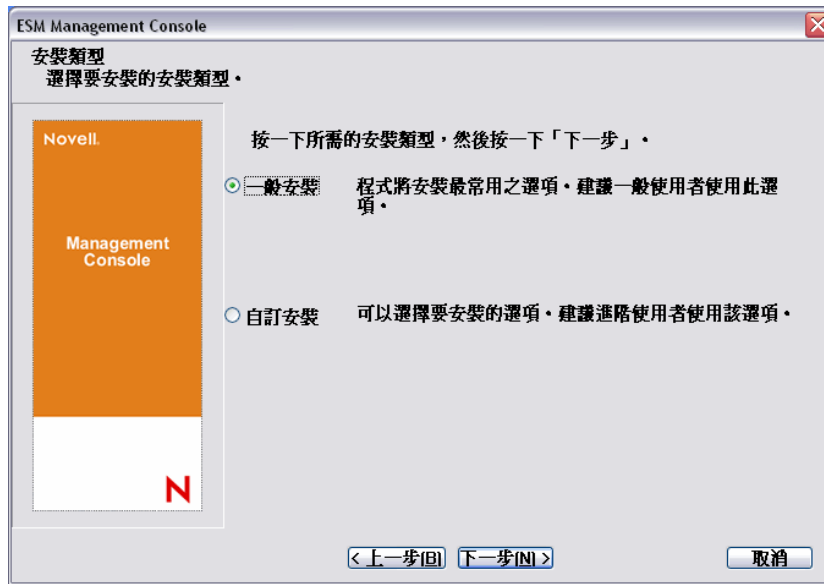 ESM Management Console
安裝類型
選擇要安裝的安裝類型。
Novell.
按一下所需的安裝類型，然後按一下「下一步」。
一般安裝
程式將安裝最常用之選項。建議一般使用者使用此選
項。
Management
Console
自訂安裝
可以選擇要安裝的選項。建議進階使用者使用該選項。
N
< 上一步(B)
下一步(N) >
取消